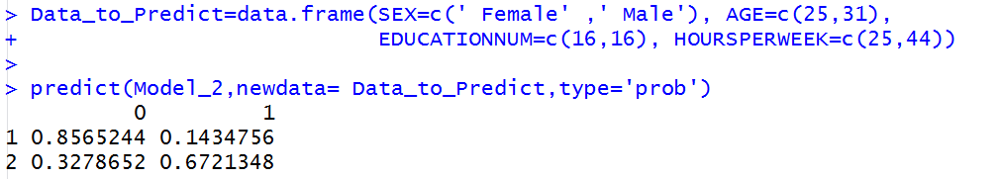 > Data_to_Predict=data.frame(SEX=c(' Female' ,' Male'), AGE=c(25,31),
+                            EDUCATIONNUM=c(16,16), HOURSPERWEEK=c(25,44))
>
> predict(Model_2,newdata= Data_to_Predict,type='prob')
          0         1
1 0.8565244 0.1434756
2 0.3278652 0.6721348